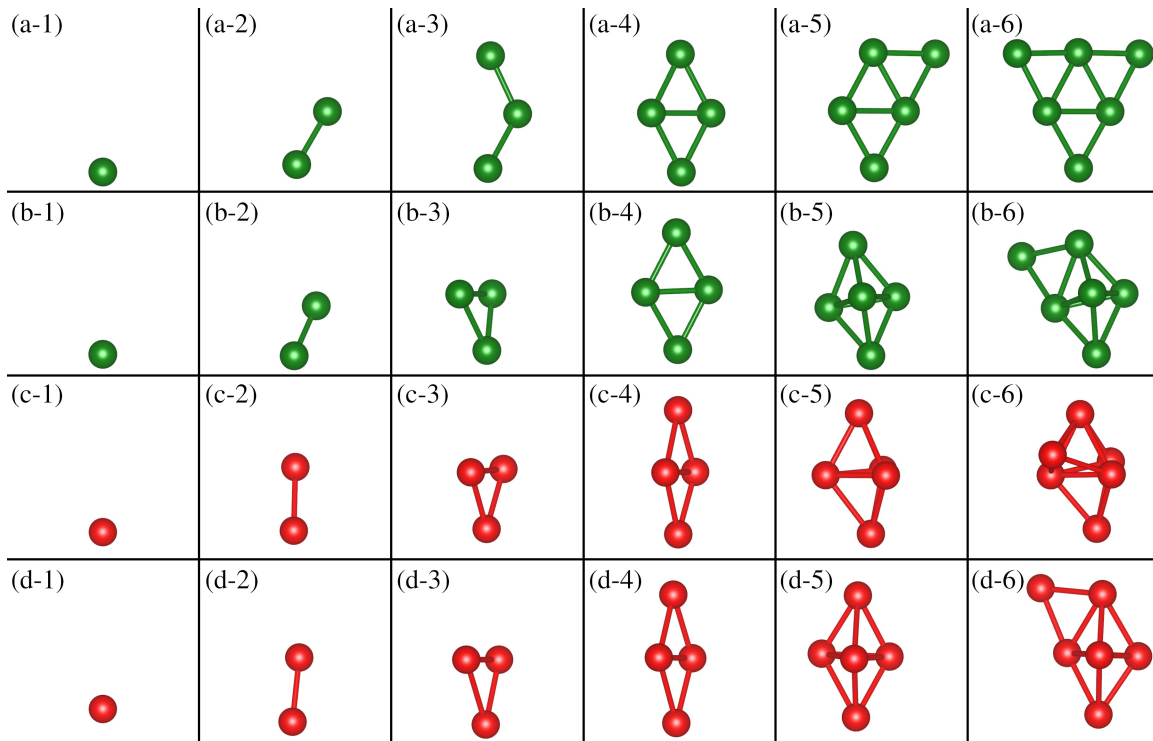 (a-1) (a-2) (a-3) (a-4) (a-5) (a-6)
(b-1) (b-2) (b-3) (b-4) (b-5) (b-6)
(c-1) (c-2) (c-3) (c-4) (c-5) (c-6)
(d-1) (d-2) (d-3) (d-4) (d-5) (d-6)